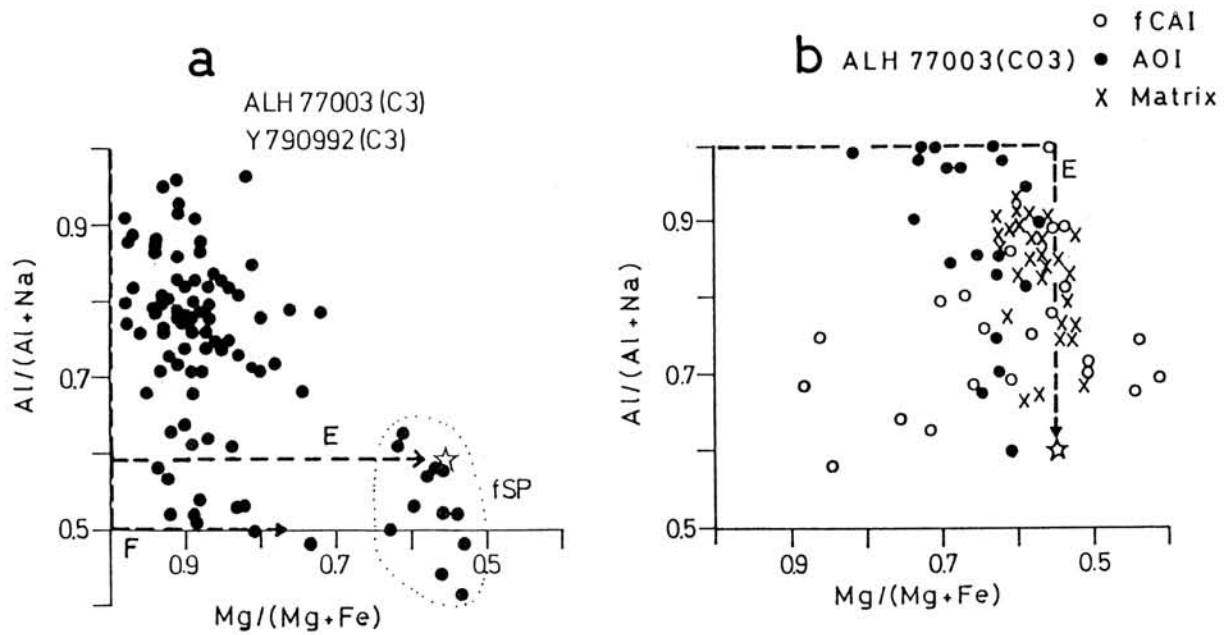 a
ALH 77003 (C3)
Y 790992 (C3)
Al/(Al+Na)
0.9
0.7
0.5
E
F
fSP
0.9
0.7
0.5
Mg/(Mg+Fe)
b ALH 77003(CO3)
○ fCAI
● AOI
X Matrix
Al/(Al+Na)
0.9
0.7
0.5
E
0.9
0.7
0.5
Mg/(Mg+Fe)